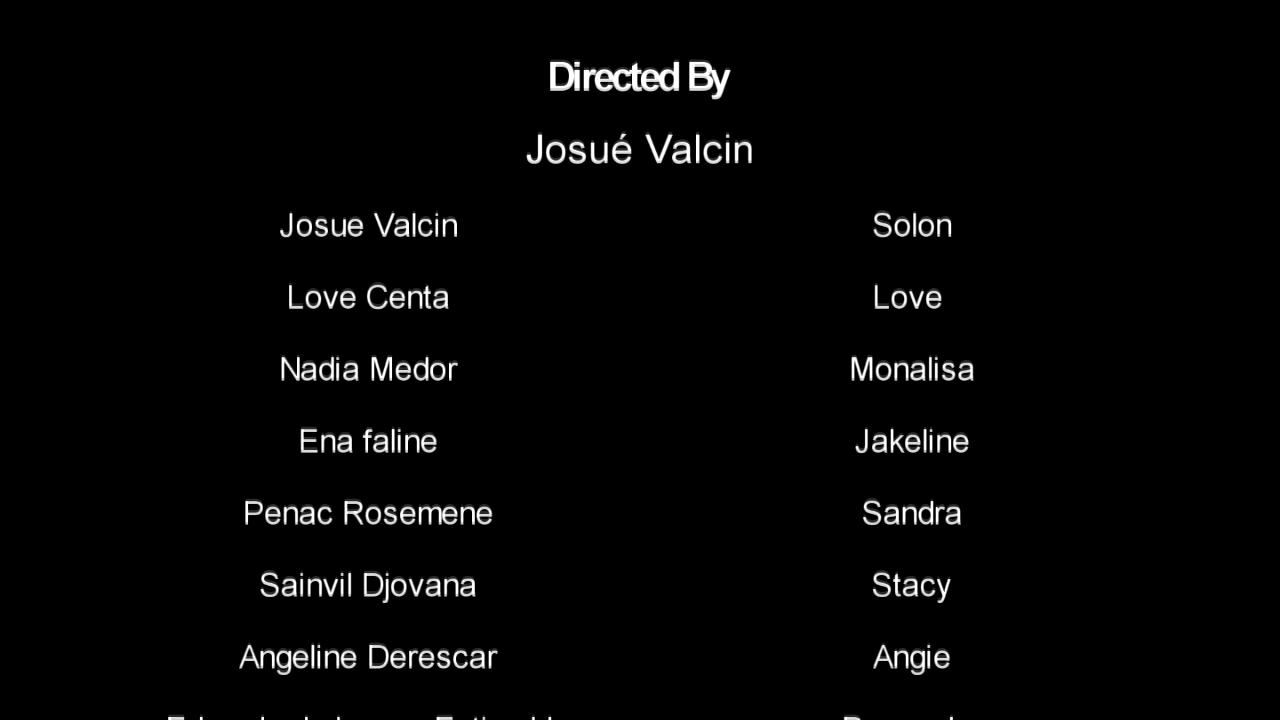 Directed By
Josué Valcin
Josue Valcin Solon
Love Centa Love
Nadia Medor Monalisa
Ena faline Jakeline
Penac Rosemene Sandra
Sainvil Djovana Stacy
Angeline Derescar Angie